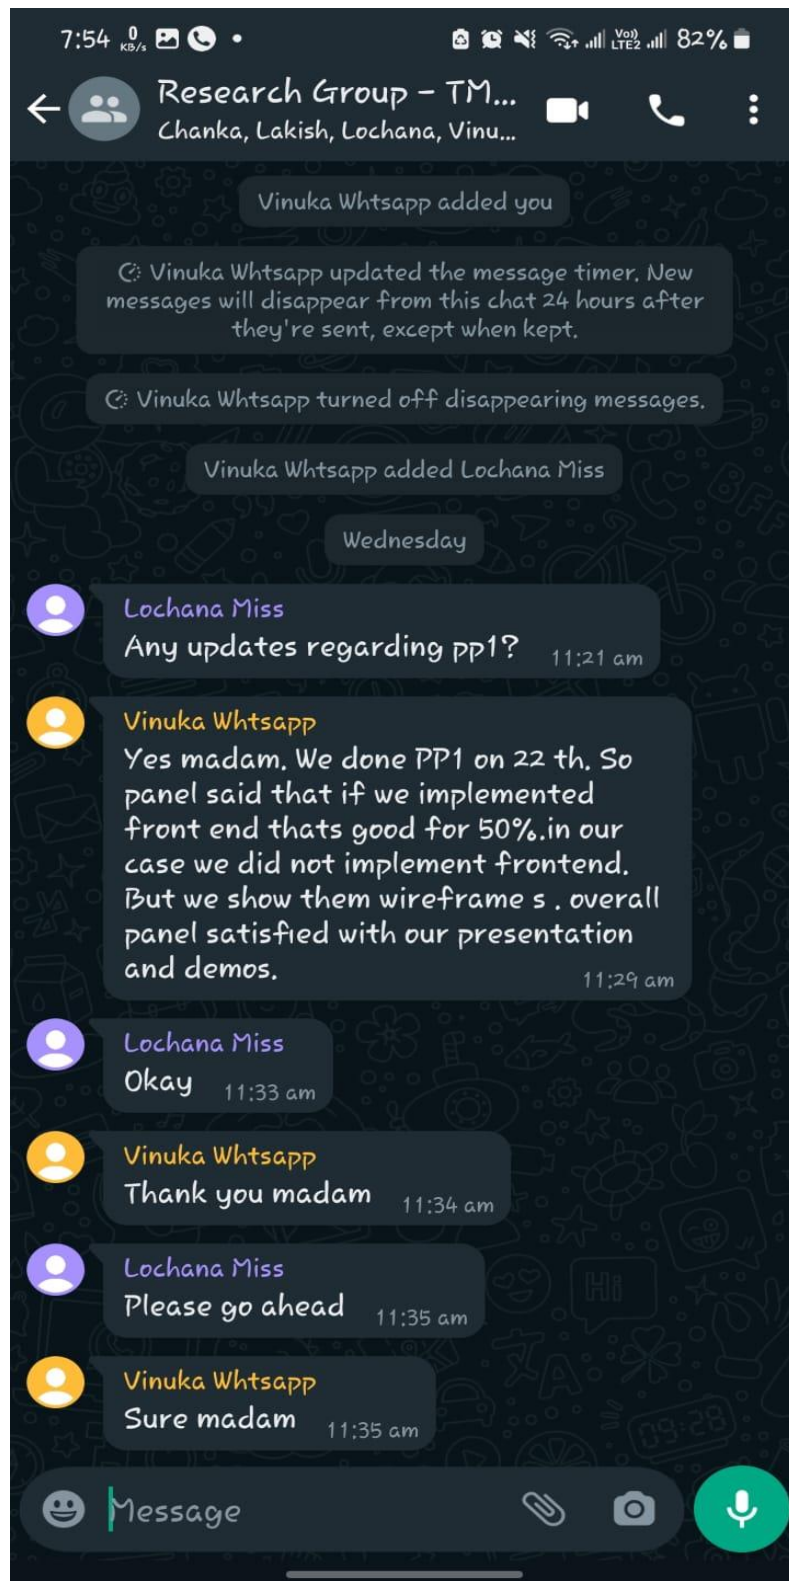 7:54 0 KB/s Vo)) LTE2 82%
Research Group - TM...
Chanka, Lakish, Lochana, Vinu...
Vinuka Whtsapp added you
Vinuka Whtsapp updated the message timer. New
messages will disappear from this chat 24 hours after
they're sent, except when kept.
Vinuka Whtsapp turned off disappearing messages.
Vinuka Whtsapp added Lochana Miss
Wednesday
Lochana Miss
Any updates regarding pp1?
11:21 am
Vinuka Whtsapp
Yes madam. We done PP1 on 22 th. So
panel said that if we implemented
front end thats good for 50%.in our
case we did not implement frontend.
But we show them wireframe s . overall
panel satisfied with our presentation
and demos.
11:29 am
Lochana Miss
Okay 11:33 am
Vinuka Whtsapp
Thank you madam 11:34 am
Lochana Miss
Please go ahead 11:35 am
Vinuka Whtsapp
Sure madam 11:35 am
Message